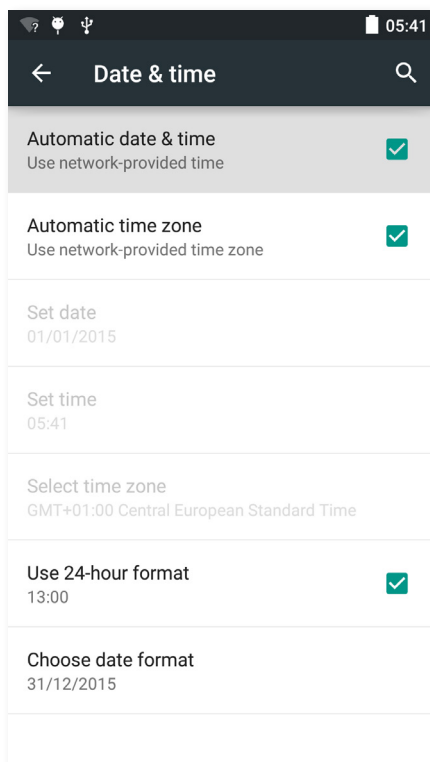 05:41
Date & time
Automatic date & time
Use network-provided time
Automatic time zone
Use network-provided time zone
Set date
01/01/2015
Set time
05:41
Select time zone
GMT+01:00 Central European Standard Time
Use 24-hour format
13:00
Choose date format
31/12/2015